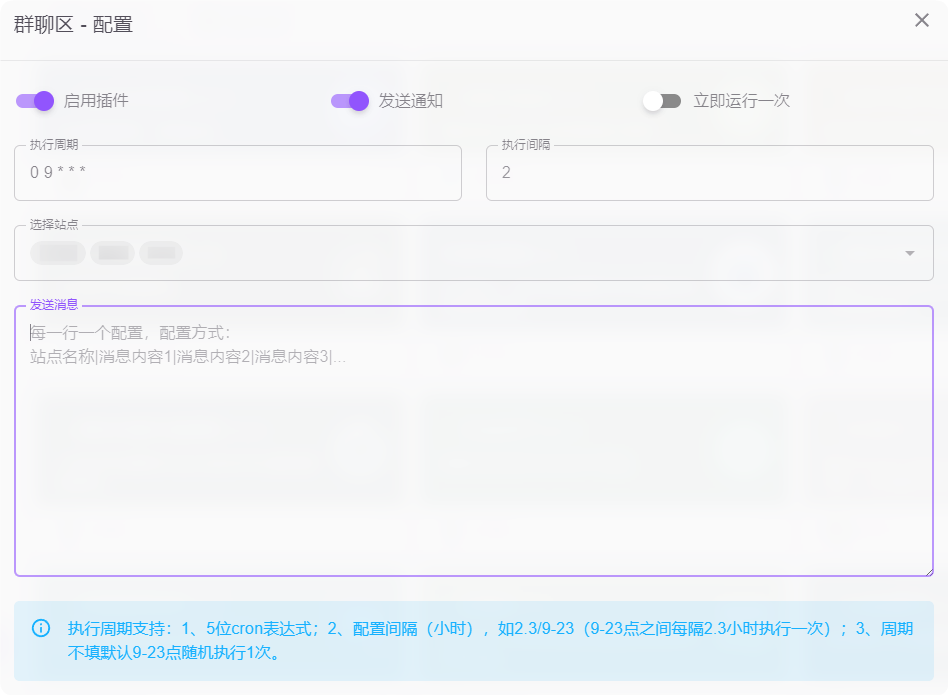 群聊区 - 配置
启用插件
发送通知
立即运行一次
执行周期
0 9 * * *
执行间隔
2
选择站点
发送消息
每一行一个配置，配置方式：
站点名称|消息内容1|消息内容2|消息内容3|...
执行周期支持：1、5位cron表达式；2、配置间隔（小时），如2.3/9-23（9-23点之间每隔2.3小时执行一次）；3、周期
不填默认9-23点随机执行1次。